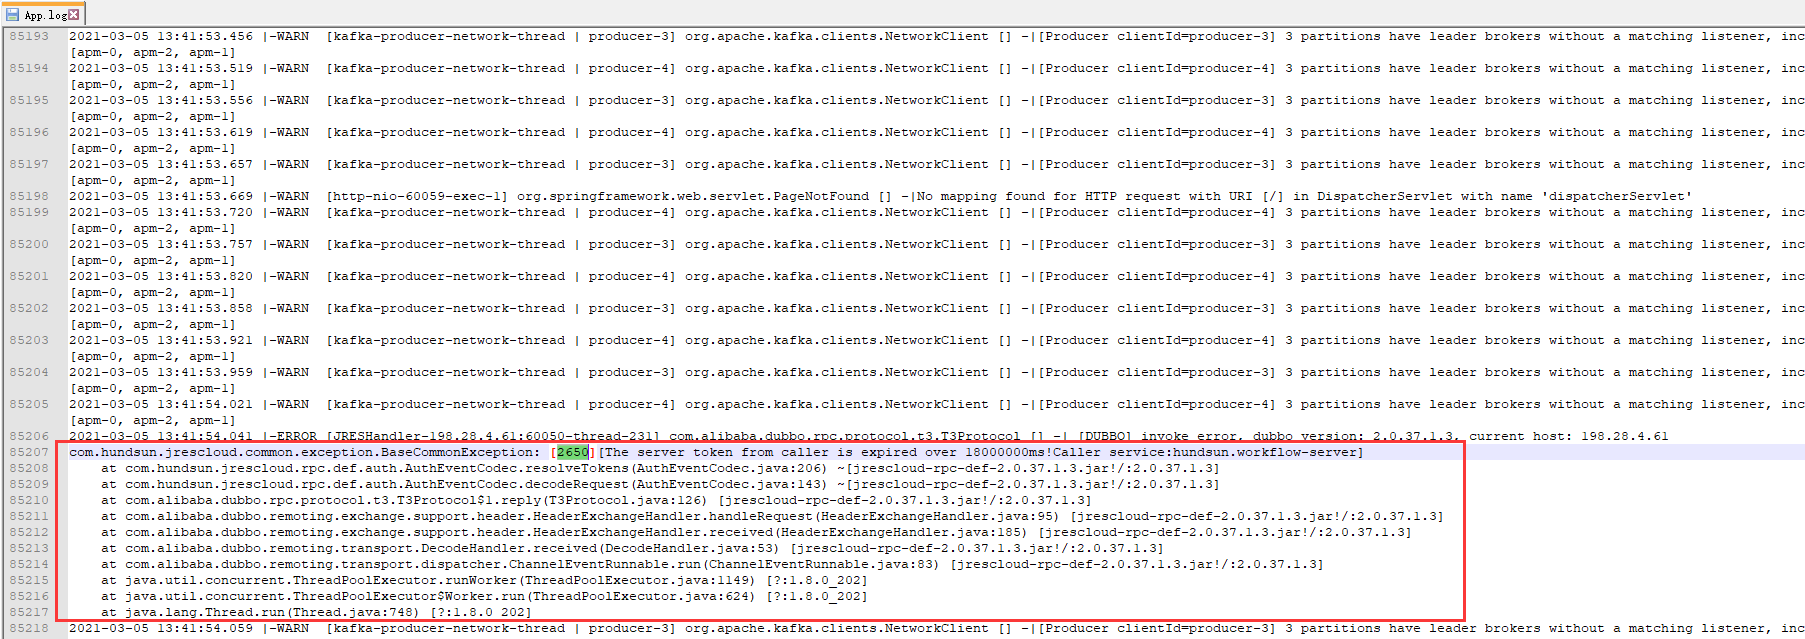 App.log
85193 2021-03-05 13:41:53.456 |-WARN  [kafka-producer-network-thread | producer-3] org.apache.kafka.clients.NetworkClient [] -|[Producer clientId=producer-3] 3 partitions have leader brokers without a matching listener, inc
[apm-0, apm-2, apm-1]
85194 2021-03-05 13:41:53.519 |-WARN  [kafka-producer-network-thread | producer-4] org.apache.kafka.clients.NetworkClient [] -|[Producer clientId=producer-4] 3 partitions have leader brokers without a matching listener, inc
[apm-0, apm-2, apm-1]
85195 2021-03-05 13:41:53.556 |-WARN  [kafka-producer-network-thread | producer-3] org.apache.kafka.clients.NetworkClient [] -|[Producer clientId=producer-3] 3 partitions have leader brokers without a matching listener, inc
[apm-0, apm-2, apm-1]
85196 2021-03-05 13:41:53.619 |-WARN  [kafka-producer-network-thread | producer-4] org.apache.kafka.clients.NetworkClient [] -|[Producer clientId=producer-4] 3 partitions have leader brokers without a matching listener, inc
[apm-0, apm-2, apm-1]
85197 2021-03-05 13:41:53.657 |-WARN  [kafka-producer-network-thread | producer-3] org.apache.kafka.clients.NetworkClient [] -|[Producer clientId=producer-3] 3 partitions have leader brokers without a matching listener, inc
[apm-0, apm-2, apm-1]
85198 2021-03-05 13:41:53.669 |-WARN  [http-nio-60059-exec-1] org.springframework.web.servlet.PageNotFound [] -|No mapping found for HTTP request with URI [/] in DispatcherServlet with name 'dispatcherServlet'
85199 2021-03-05 13:41:53.720 |-WARN  [kafka-producer-network-thread | producer-4] org.apache.kafka.clients.NetworkClient [] -|[Producer clientId=producer-4] 3 partitions have leader brokers without a matching listener, inc
[apm-0, apm-2, apm-1]
85200 2021-03-05 13:41:53.757 |-WARN  [kafka-producer-network-thread | producer-3] org.apache.kafka.clients.NetworkClient [] -|[Producer clientId=producer-3] 3 partitions have leader brokers without a matching listener, inc
[apm-0, apm-2, apm-1]
85201 2021-03-05 13:41:53.820 |-WARN  [kafka-producer-network-thread | producer-4] org.apache.kafka.clients.NetworkClient [] -|[Producer clientId=producer-4] 3 partitions have leader brokers without a matching listener, inc
[apm-0, apm-2, apm-1]
85202 2021-03-05 13:41:53.858 |-WARN  [kafka-producer-network-thread | producer-3] org.apache.kafka.clients.NetworkClient [] -|[Producer clientId=producer-3] 3 partitions have leader brokers without a matching listener, inc
[apm-0, apm-2, apm-1]
85203 2021-03-05 13:41:53.921 |-WARN  [kafka-producer-network-thread | producer-4] org.apache.kafka.clients.NetworkClient [] -|[Producer clientId=producer-4] 3 partitions have leader brokers without a matching listener, inc
[apm-0, apm-2, apm-1]
85204 2021-03-05 13:41:53.959 |-WARN  [kafka-producer-network-thread | producer-3] org.apache.kafka.clients.NetworkClient [] -|[Producer clientId=producer-3] 3 partitions have leader brokers without a matching listener, inc
[apm-0, apm-2, apm-1]
85205 2021-03-05 13:41:54.021 |-WARN  [kafka-producer-network-thread | producer-4] org.apache.kafka.clients.NetworkClient [] -|[Producer clientId=producer-4] 3 partitions have leader brokers without a matching listener, inc
[apm-0, apm-2, apm-1]
85206 2021-03-05 13:41:54.041 |-ERROR [JRESHandler-198.28.4.61:60050-thread-231] com.alibaba.dubbo.rpc.protocol.t3.T3Protocol [] -| [DUBBO] invoke error, dubbo version: 2.0.37.1.3, current host: 198.28.4.61
85207 com.hundsun.jrescloud.common.exception.BaseCommonException: [2650][The server token from caller is expired over 18000000ms!Caller service:hundsun.workflow-server]
85208 at com.hundsun.jrescloud.rpc.def.auth.AuthEventCodec.resolveTokens(AuthEventCodec.java:206) ~[jrescloud-rpc-def-2.0.37.1.3.jar!/:2.0.37.1.3]
85209 at com.hundsun.jrescloud.rpc.def.auth.AuthEventCodec.decodeRequest(AuthEventCodec.java:143) ~[jrescloud-rpc-def-2.0.37.1.3.jar!/:2.0.37.1.3]
85210 at com.alibaba.dubbo.rpc.protocol.t3.T3Protocol$1.reply(T3Protocol.java:126) [jrescloud-rpc-def-2.0.37.1.3.jar!/:2.0.37.1.3]
85211 at com.alibaba.dubbo.remoting.exchange.support.header.HeaderExchangeHandler.handleRequest(HeaderExchangeHandler.java:95) [jrescloud-rpc-def-2.0.37.1.3.jar!/:2.0.37.1.3]
85212 at com.alibaba.dubbo.remoting.exchange.support.header.HeaderExchangeHandler.received(HeaderExchangeHandler.java:185) [jrescloud-rpc-def-2.0.37.1.3.jar!/:2.0.37.1.3]
85213 at com.alibaba.dubbo.remoting.transport.DecodeHandler.received(DecodeHandler.java:53) [jrescloud-rpc-def-2.0.37.1.3.jar!/:2.0.37.1.3]
85214 at com.alibaba.dubbo.remoting.transport.dispatcher.ChannelEventRunnable.run(ChannelEventRunnable.java:83) [jrescloud-rpc-def-2.0.37.1.3.jar!/:2.0.37.1.3]
85215 at java.util.concurrent.ThreadPoolExecutor.runWorker(ThreadPoolExecutor.java:1149) [?:1.8.0_202]
85216 at java.util.concurrent.ThreadPoolExecutor$Worker.run(ThreadPoolExecutor.java:624) [?:1.8.0_202]
85217 at java.lang.Thread.run(Thread.java:748) [?:1.8.0_202]
85218 2021-03-05 13:41:54.059 |-WARN  [kafka-producer-network-thread | producer-3] org.apache.kafka.clients.NetworkClient [] -|[Producer clientId=producer-3] 3 partitions have leader brokers without a matching listener, inc